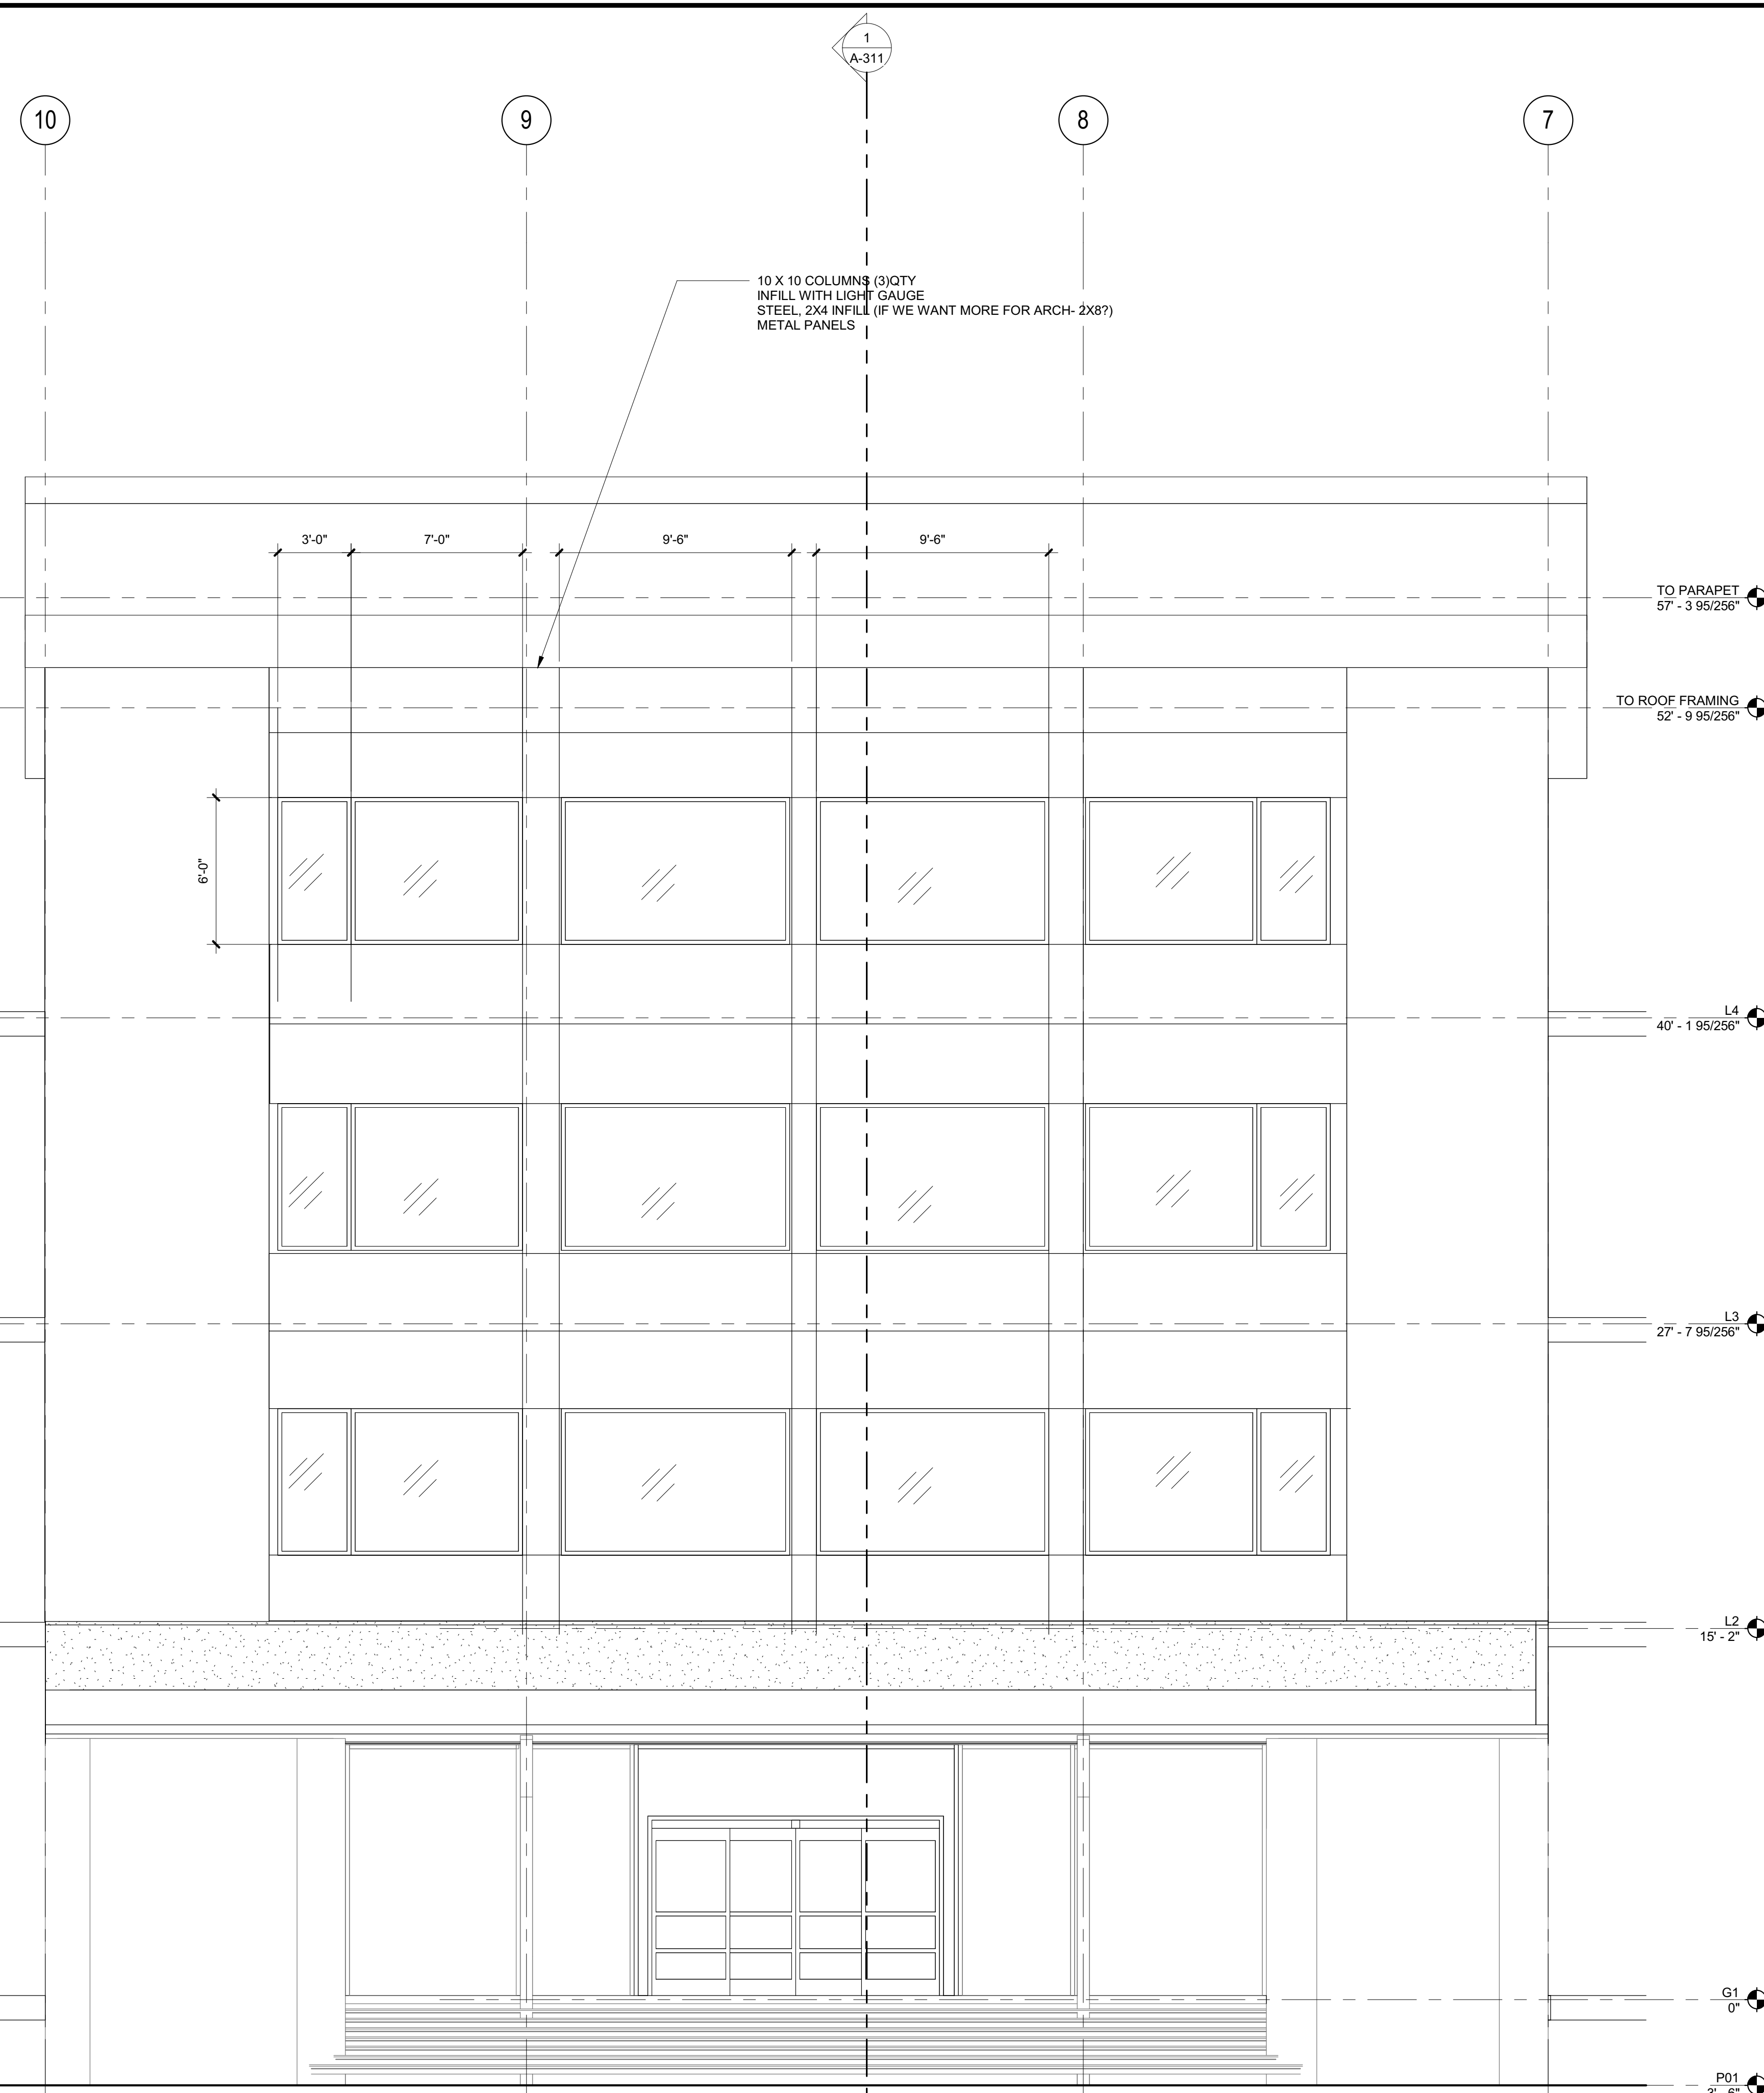 1
A-311
10
9
8
7
10 X 10 COLUMNS (3)QTY
INFILL WITH LIGHT GAUGE
STEEL, 2X4 INFILL (IF WE WANT MORE FOR ARCH- 2X8?)
METAL PANELS
3'-0"
7'-0"
9'-6"
9'-6"
TO PARAPET
57' - 3 95/256"
TO ROOF FRAMING
52' - 9 95/256"
6'-0"
L4
40' - 1 95/256"
L3
27' - 7 95/256"
L2
15' - 2"
G1
0"
P01
3' - 6"